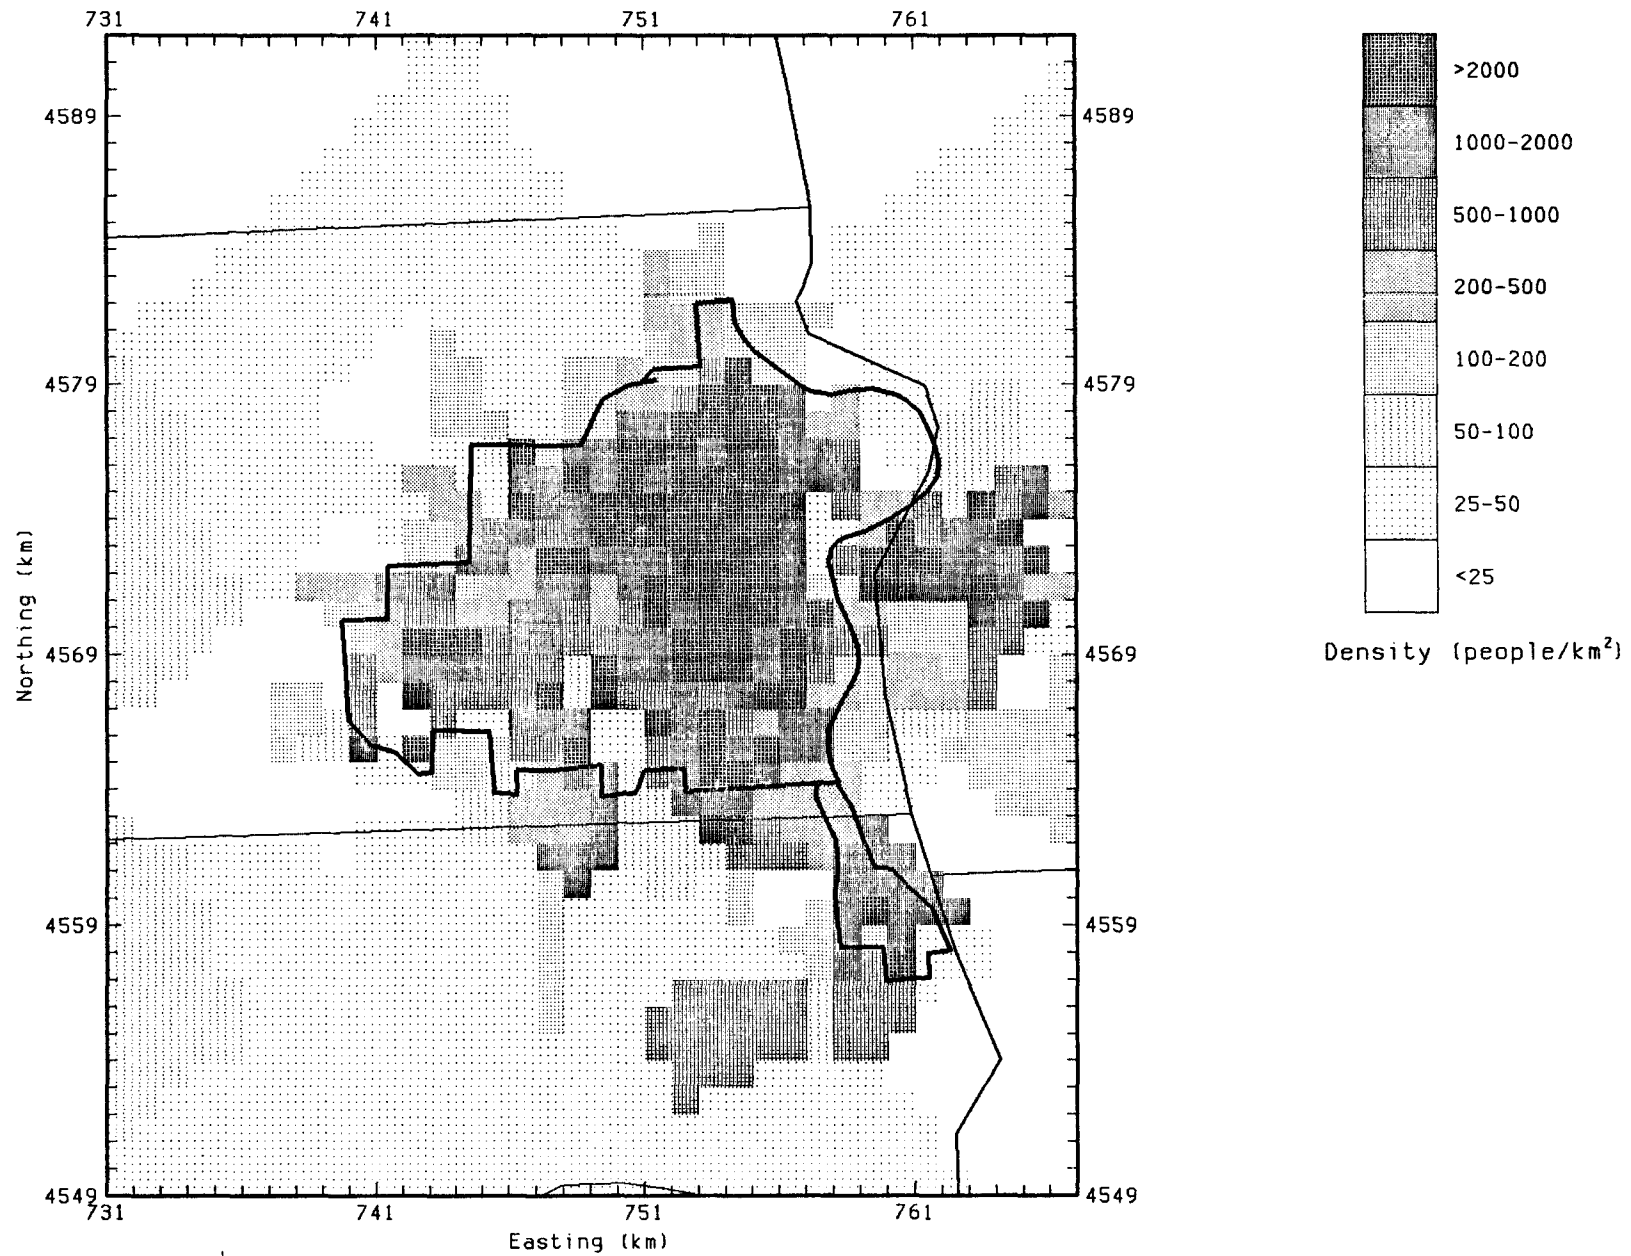 731 741 751 761
>2000
4589 4589
1000-2000
500-1000
200-500
100-200
4579 4579
50-100
25-50
<25
Northing (km)
4569 4569
Density (people/km²)
4559 4559
4549 4549
731 741 751 761
Easting (km)